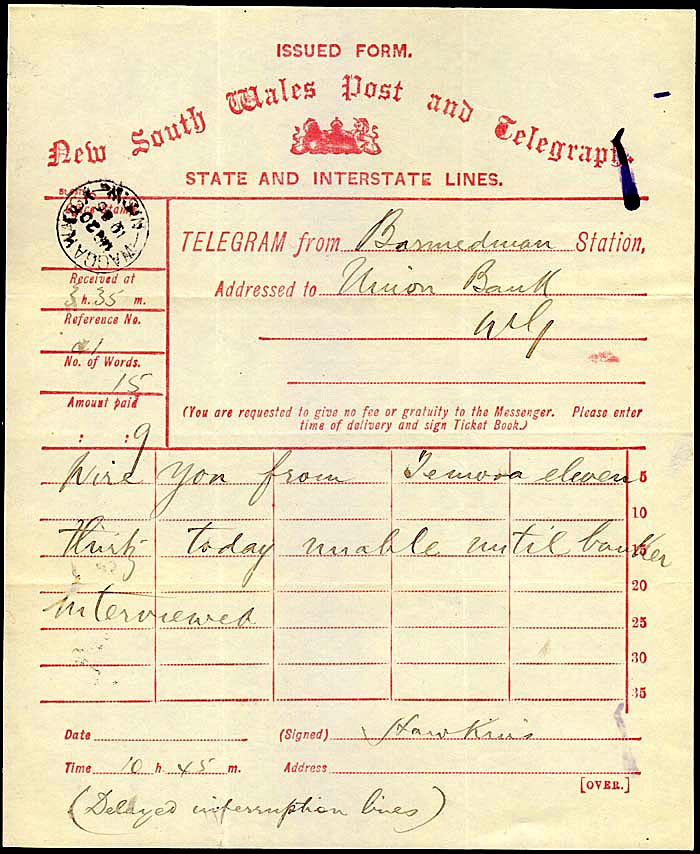 ISSUED FORM.
New South Wales Post and Telegraph.
STATE AND INTERSTATE LINES.
WAGGA WAGGA
N.S.W
TELEGRAM from Barmedman Station,
Addressed to Union Bank
WG
Received at
3 h. 35 m.
Reference No.
No. of Words.
15
Amount paid
: : 9
(You are requested to give no fee or gratuity to the Messenger. Please enter
time of delivery and sign Ticket Book.)
Wire you from Temora eleven 5
10
thirty today unable until banker 15
20
interviewed 25
30
35
Date
(Signed) Hawkins
Time 10 h. 45 m.
Address
[OVER.]
(Delayed interruption lines)